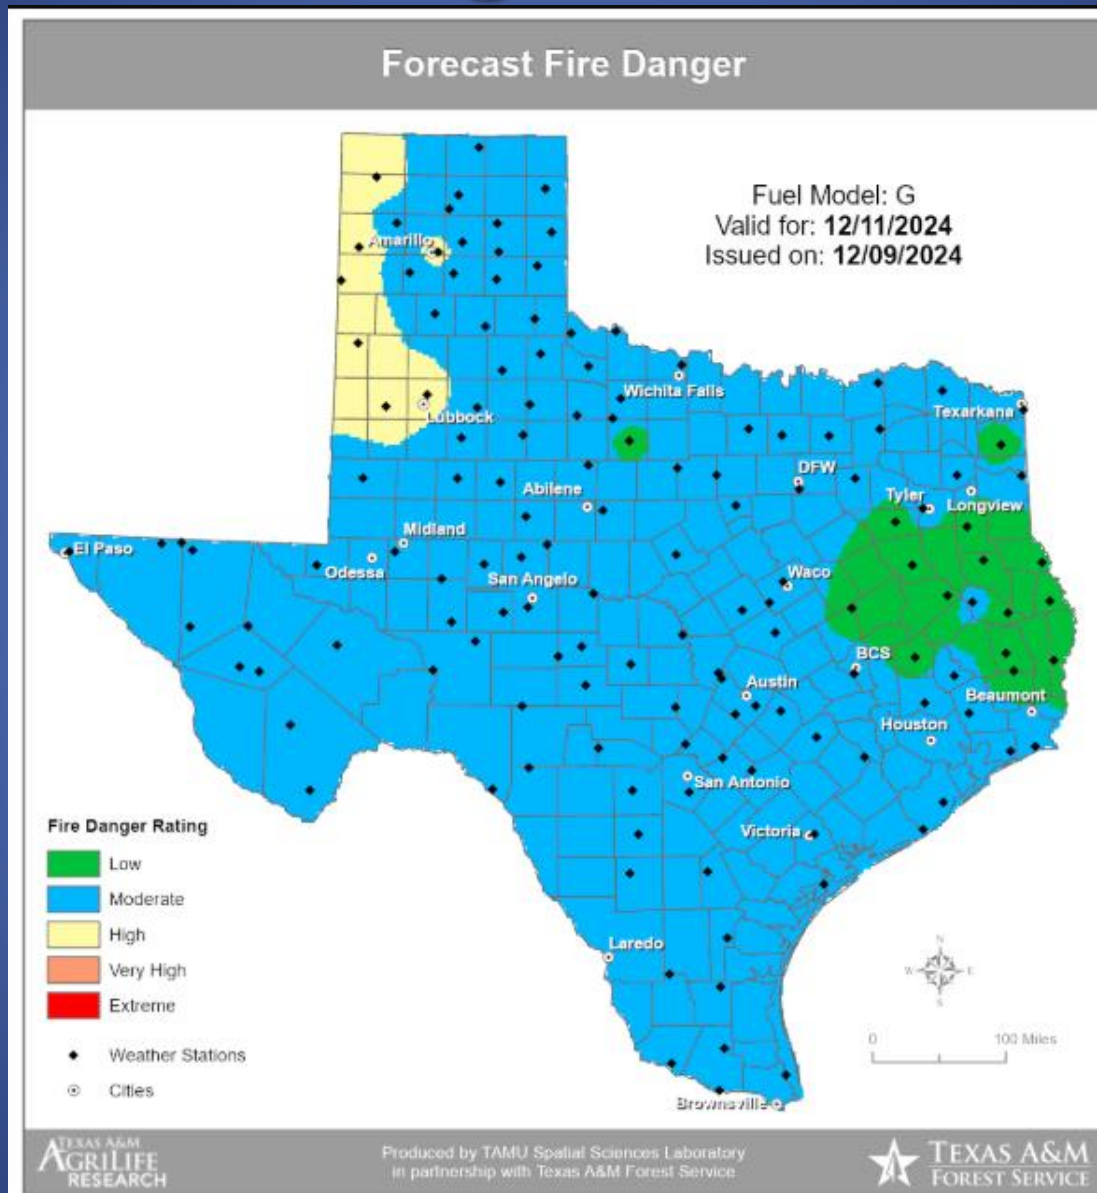 Forecast Fire Danger
Fuel Model: G
Valid for: 12/11/2024
Issued on: 12/09/2024
Amarillo
Wichita Falls
Lubbock
Texarkana
DFW
Abilene
Tyler
Longview
Midland
El Paso
Odessa
San Angelo
Waco
BCS
Austin
Beaumont
Houston
San Antonio
Victoria
Laredo
Brownsville
Fire Danger Rating
Low
Moderate
High
Very High
Extreme
Weather Stations
Cities
N
W
E
S
0
100 Miles
TEXAS A&M
AGRILIFE
RESEARCH
Produced by TAMU Spatial Sciences Laboratory
in partnership with Texas A&M Forest Service
TEXAS A&M
FOREST SERVICE